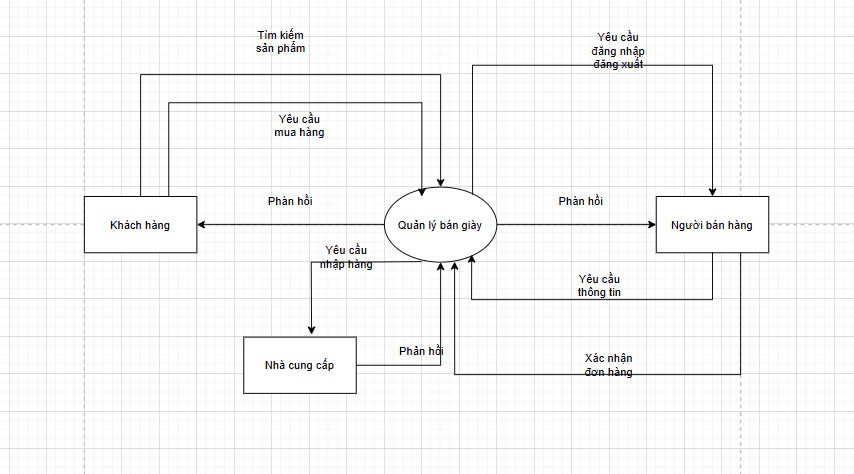 Tìm kiếm
sản phẩm
Yêu cầu
đăng nhập
đăng xuất
Yêu cầu
mua hàng
Phàn hồi
Phàn hồi
Khách hàng
Quản lý bán giày
Người bán hàng
Yêu cầu
nhập hàng
Yêu cầu
thông tin
Nhà cung cấp
Phản hồi
Xác nhận
đơn hàng